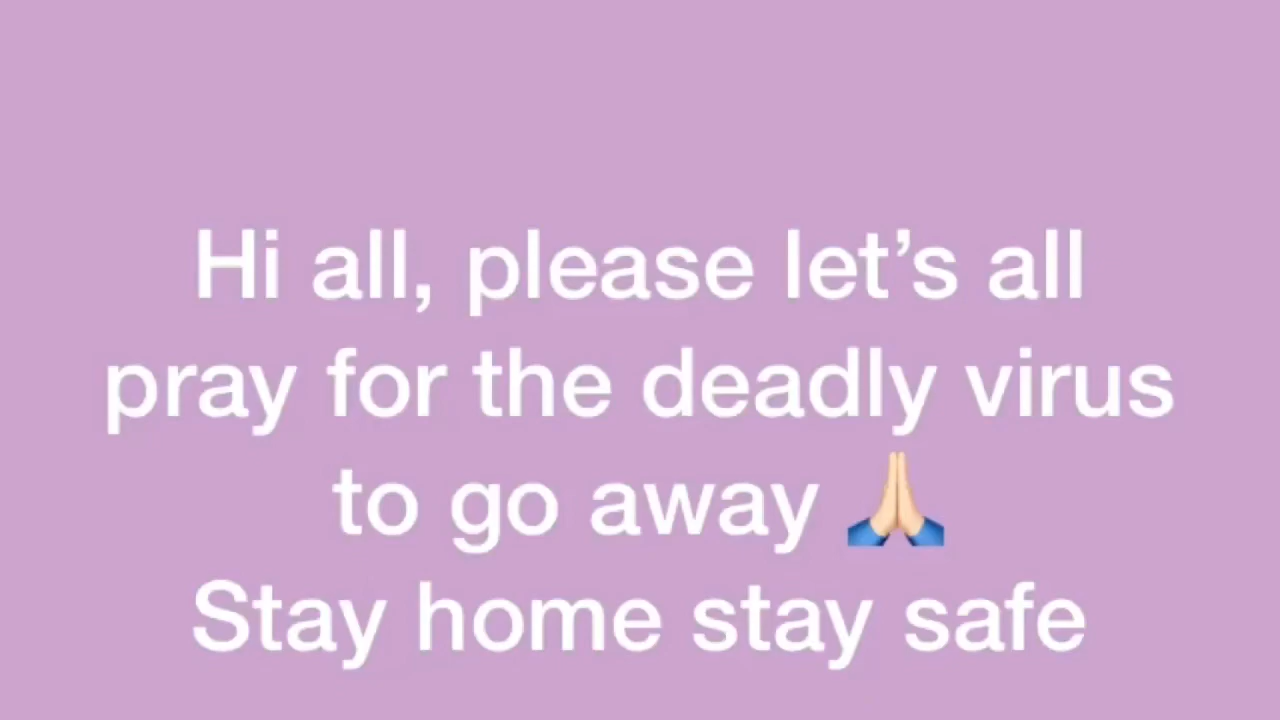 Hi all, please let’s all
pray for the deadly virus
to go away 🙏🏻
Stay home stay safe